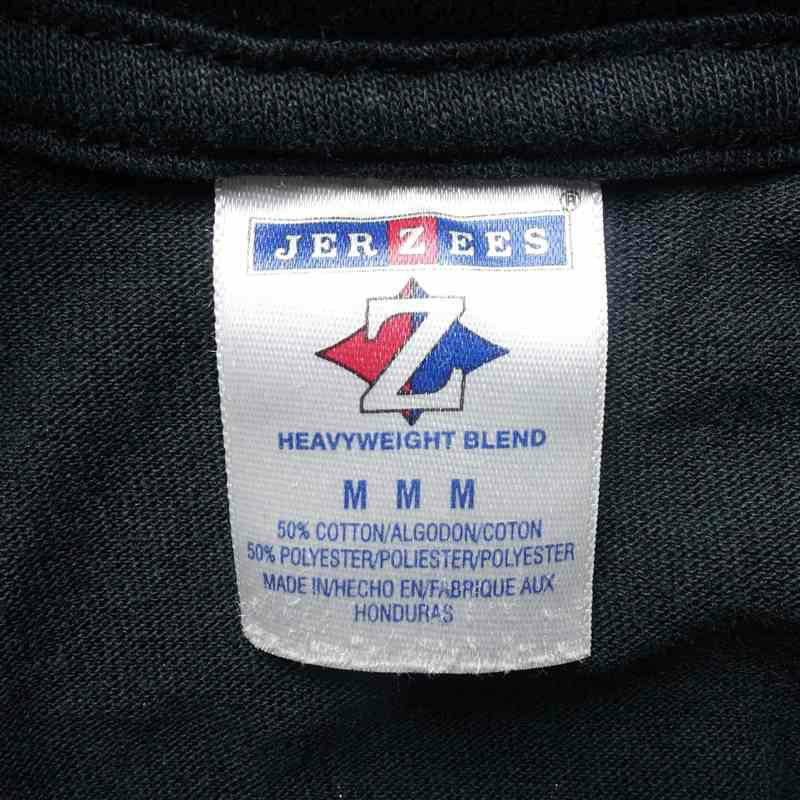 JERZEES®
Z
HEAVYWEIGHT BLEND
M M M
50% COTTON/ALGODON/COTON
50% POLYESTER/POLIESTER/POLYESTER
MADE IN/HECHO EN/FABRIQUE AUX
HONDURAS